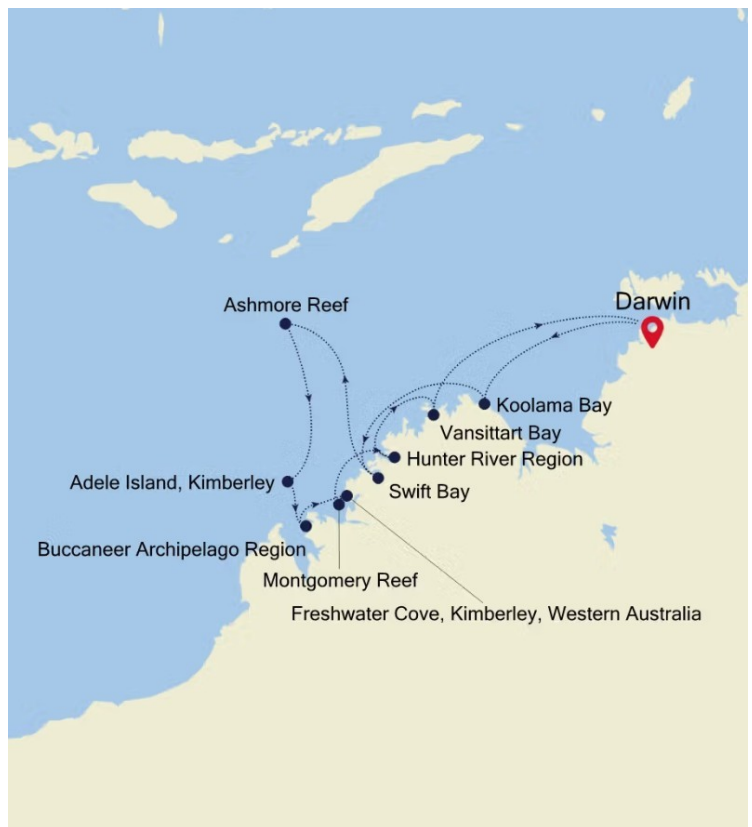 Ashmore Reef
Darwin
Koolama Bay
Vansittart Bay
Hunter River Region
Adele Island, Kimberley
Swift Bay
Buccaneer Archipelago Region
Montgomery Reef
Freshwater Cove, Kimberley, Western Australia